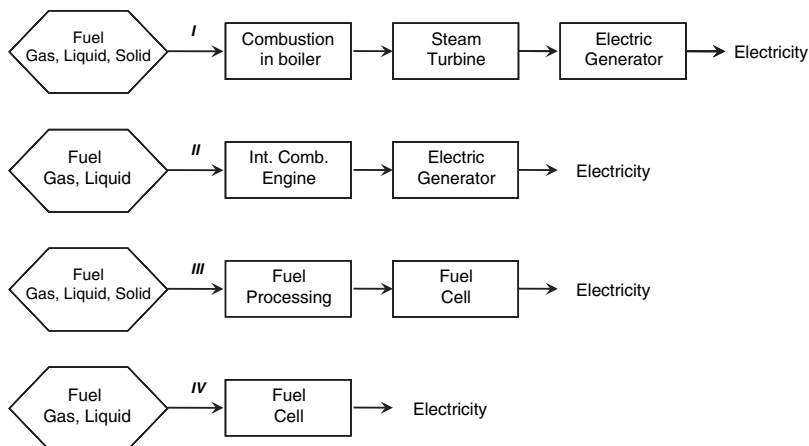 Fuel
Gas, Liquid, Solid
I
Combustion
in boiler
Steam
Turbine
Electric
Generator
Electricity
Fuel
Gas, Liquid
II
Int. Comb.
Engine
Electric
Generator
Electricity
Fuel
Gas, Liquid, Solid
III
Fuel
Processing
Fuel
Cell
Electricity
Fuel
Gas, Liquid
IV
Fuel
Cell
Electricity